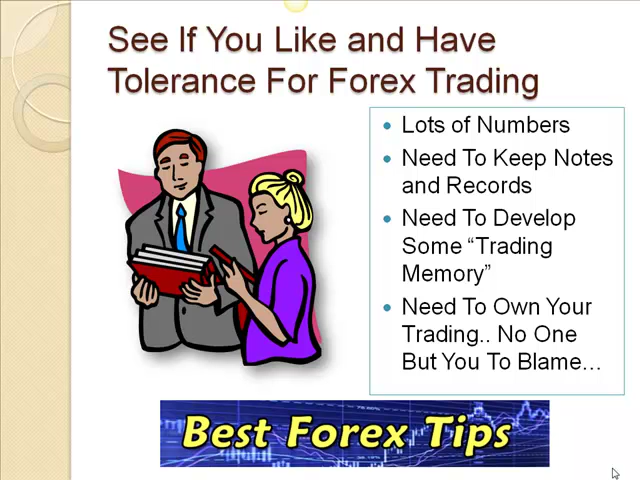 See If You Like and Have
Tolerance For Forex Trading
Lots of Numbers
Need To Keep Notes
and Records
Need To Develop
Some “Trading
Memory”
Need To Own Your
Trading.. No One
But You To Blame…
Best Forex Tips